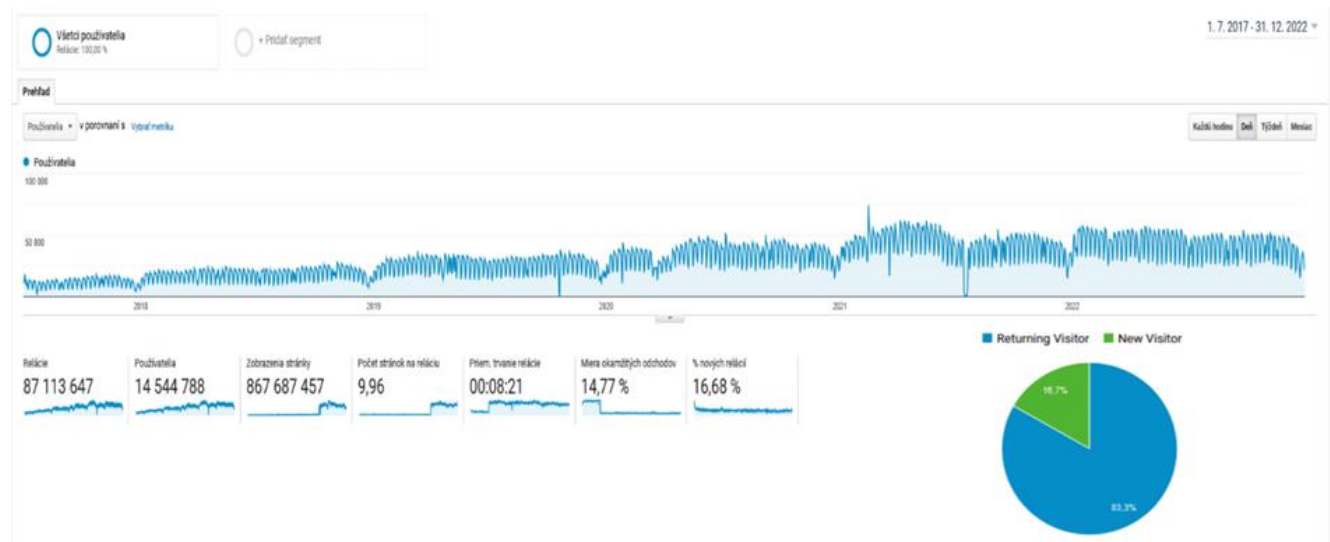 Všetci používatelia
Relácie: 100,00 %
+ Pridať segment
1. 7. 2017 - 31. 12. 2022
Prehľad
Používatelia v porovnaní s Vybrať metriku
Každú hodinu Deň Týždeň Mesiac
Používatelia
100 000
50 000
2018 2019 2020 2021 2022
Returning Visitor New Visitor
Relácie
87 113 647
Používatelia
14 544 788
Zobrazenia stránky
867 687 457
Počet stránok na reláciu
9,96
Priem. trvanie relácie
00:08:21
Miera okamžitých odchodov
14,77 %
% nových relácií
16,68 %
16,7%
83,3%